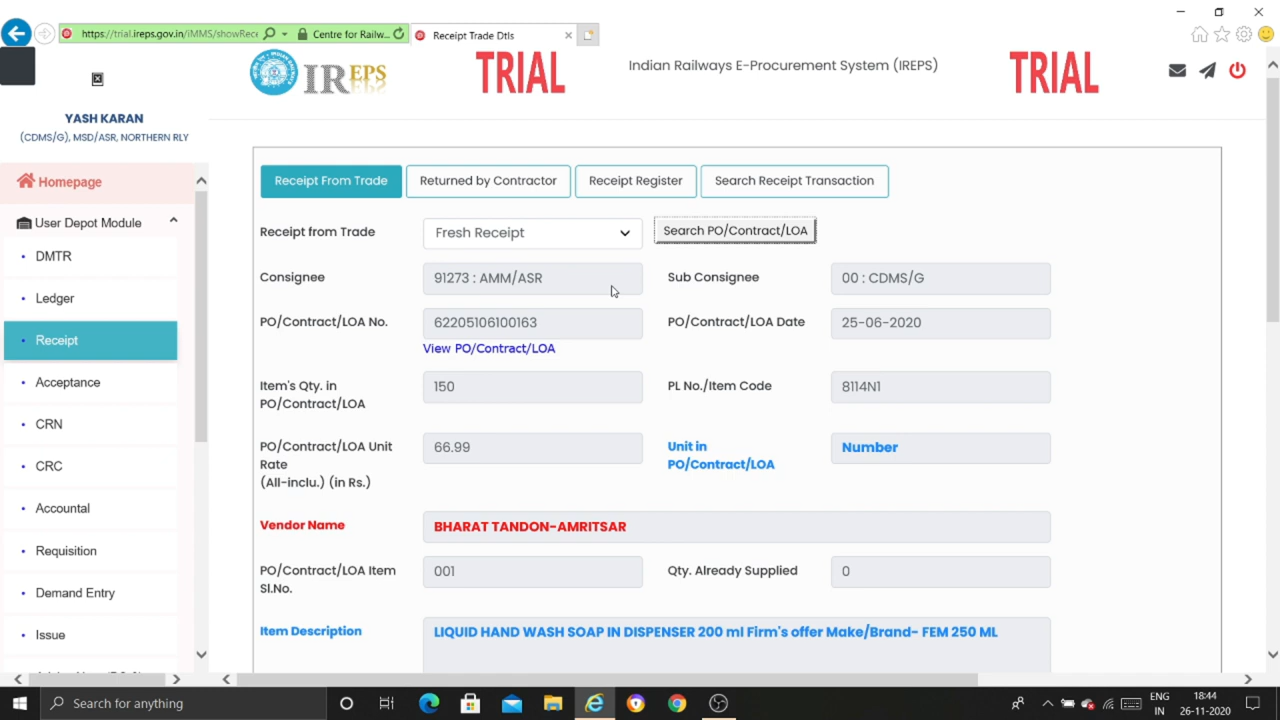 https://trial.ireps.gov.in/iMMS/showRece
Centre for Railw...
Receipt Trade Dtls
IREPS
TRIAL
Indian Railways E-Procurement System (IREPS)
TRIAL
YASH KARAN
(CDMS/G), MSD/ASR, NORTHERN RLY
Homepage
User Depot Module
DMTR
Ledger
Receipt
Acceptance
CRN
CRC
Accountal
Requisition
Demand Entry
Issue
Receipt From Trade
Returned by Contractor
Receipt Register
Search Receipt Transaction
Receipt from Trade
Fresh Receipt
Search PO/Contract/LOA
Consignee
91273 : AMM/ASR
Sub Consignee
00 : CDMS/G
PO/Contract/LOA No.
62205106100163
PO/Contract/LOA Date
25-06-2020
View PO/Contract/LOA
Item's Qty. in
PO/Contract/LOA
150
PL No./Item Code
8114N1
PO/Contract/LOA Unit
Rate
(All-inclu.) (in Rs.)
66.99
Unit in
PO/Contract/LOA
Number
Vendor Name
BHARAT TANDON-AMRITSAR
PO/Contract/LOA Item
Sl.No.
001
Qty. Already Supplied
0
Item Description
LIQUID HAND WASH SOAP IN DISPENSER 200 ml Firm's offer Make/Brand- FEM 250 ML
Search for anything
ENG
IN
18:44
26-11-2020